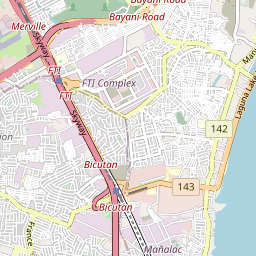 Bayani Road
Bayani Road
Merville
Skyway
FTI Complex
FTI
FTI
Skyway
Laguna Lake
142
Bicutan
143
Bicutan
France
Mañalac